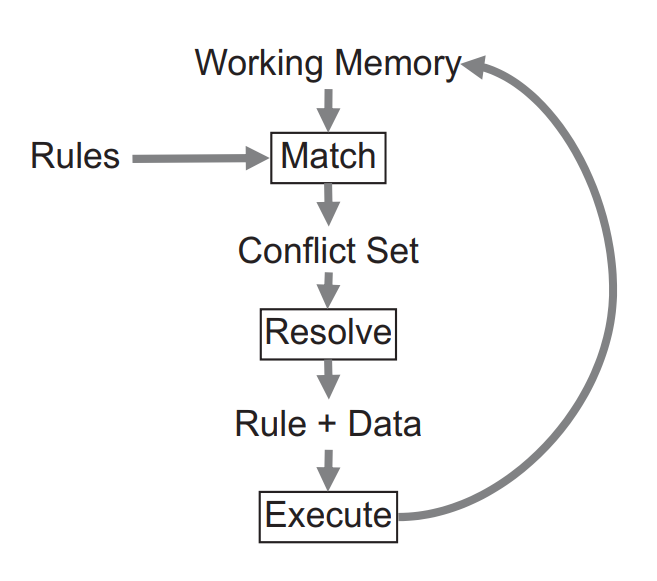 Working Memory
Rules
Match
Conflict Set
Resolve
Rule + Data
Execute